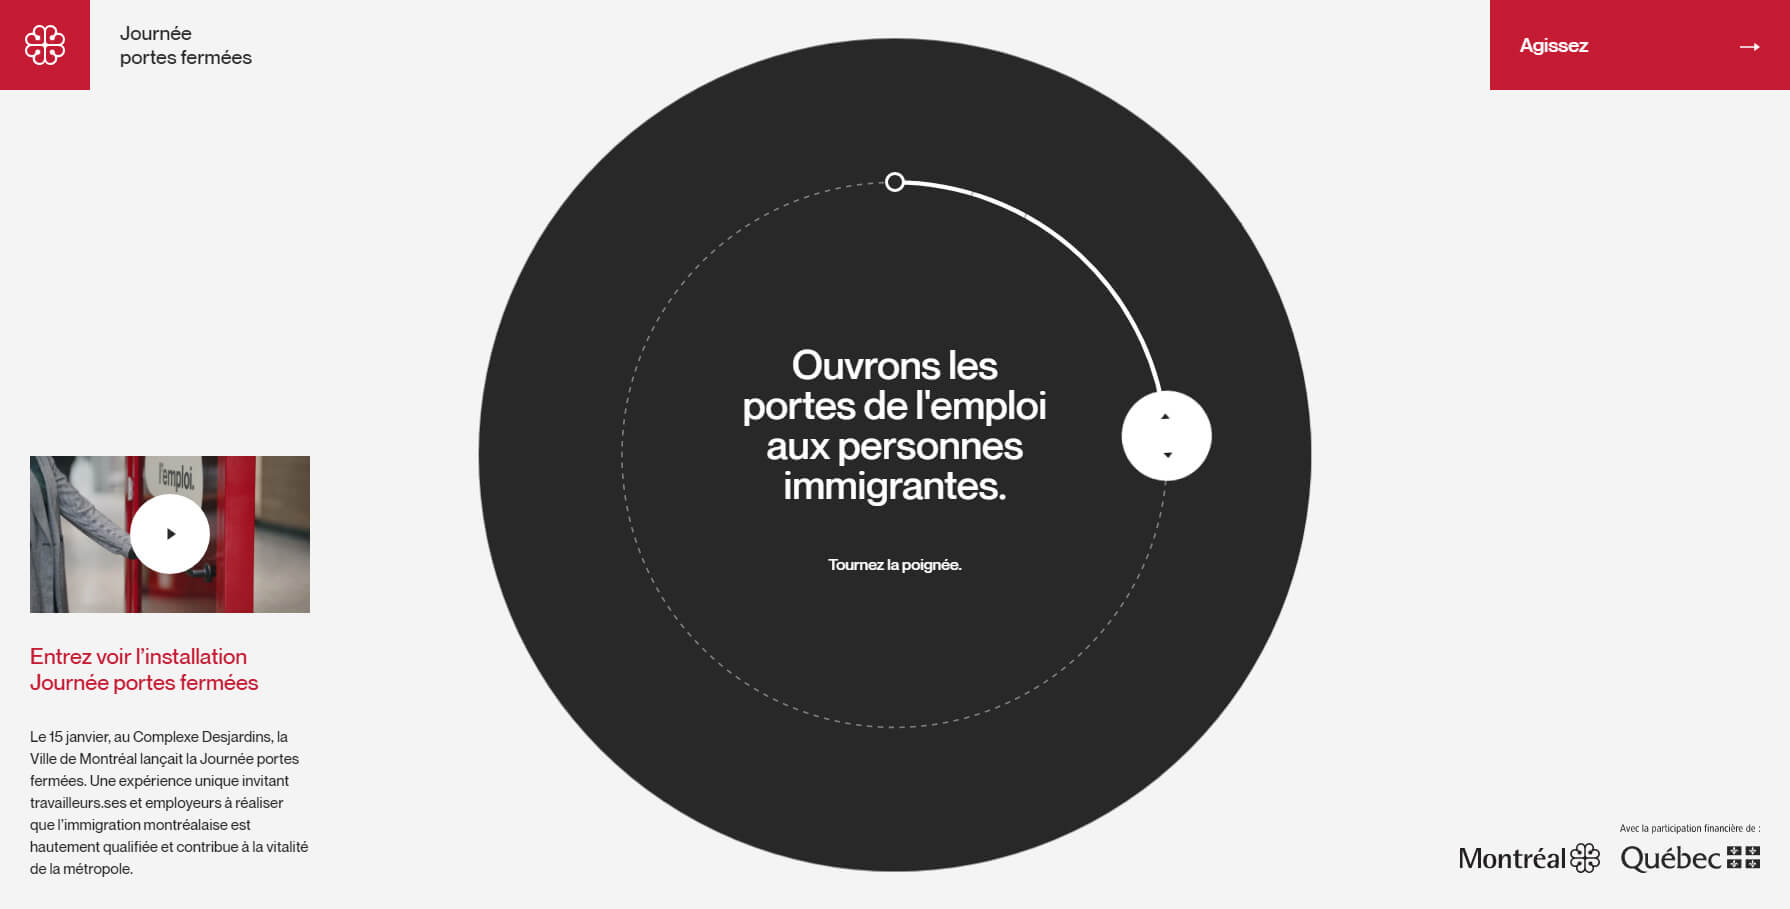 Journée
portes fermées
Agissez
Ouvrons les
portes de l'emploi
aux personnes
immigrantes.
Tournez la poignée.
l'emploi.
Entrez voir l’installation
Journée portes fermées
Le 15 janvier, au Complexe Desjardins, la
Ville de Montréal lançait la Journée portes
fermées. Une expérience unique invitant
travailleurs.ses et employeurs à réaliser
que l’immigration montréalaise est
hautement qualifiée et contribue à la vitalité
de la métropole.
Avec la participation financière de :
Montréal
Québec